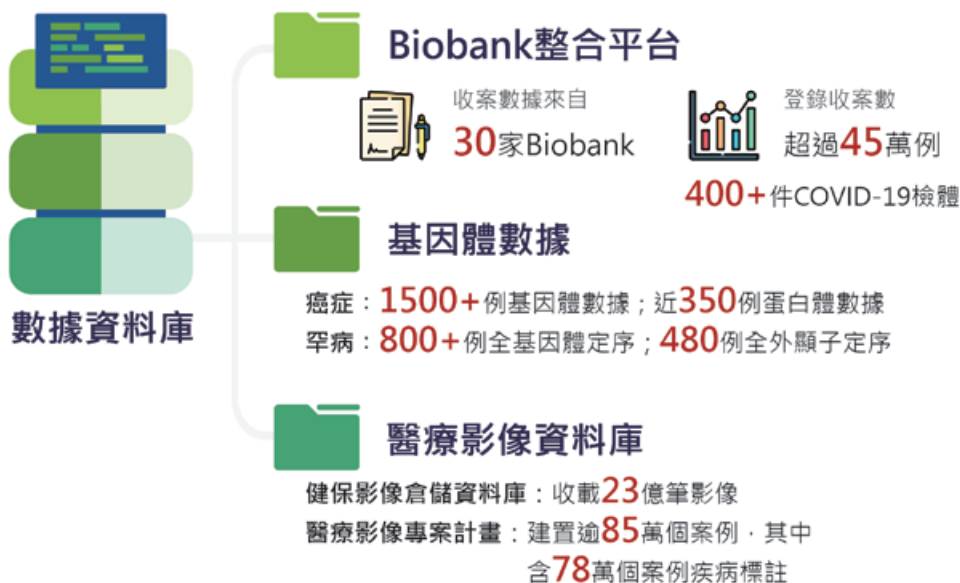 Biobank整合平台
收案數據來自
30家Biobank
登錄收案數
超過45萬例
400+件COVID-19檢體
數據資料庫
基因體數據
癌症：1500+例基因體數據；近350例蛋白體數據
罕病：800+例全基因體定序；480例全外顯子定序
醫療影像資料庫
健保影像倉儲資料庫：收載23億筆影像
醫療影像專案計畫：建置逾85萬個案例，其中
含78萬個案例疾病標註